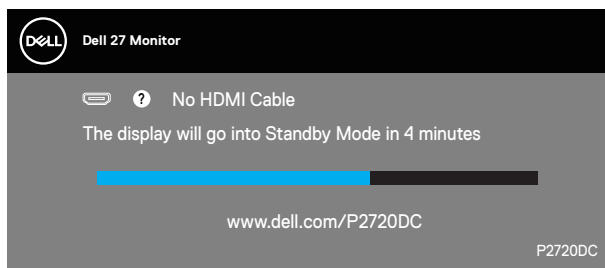 DELL Dell 27 Monitor
? No HDMI Cable
The display will go into Standby Mode in 4 minutes
www.dell.com/P2720DC
P2720DC